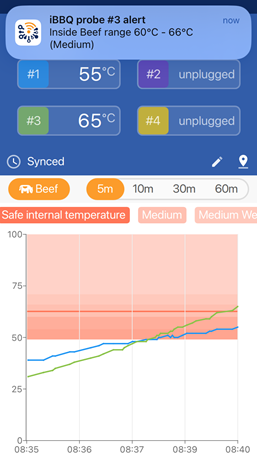 iBBQ probe #3 alert now
Inside Beef range 60°C - 66°C
(Medium)
#1 55°C
#2 unplugged
#3 65°C
#4 unplugged
Synced
Beef 5m 10m 30m 60m
Safe internal temperature Medium Medium We
100
75
50
25
0
08:35 08:36 08:37 08:39 08:40